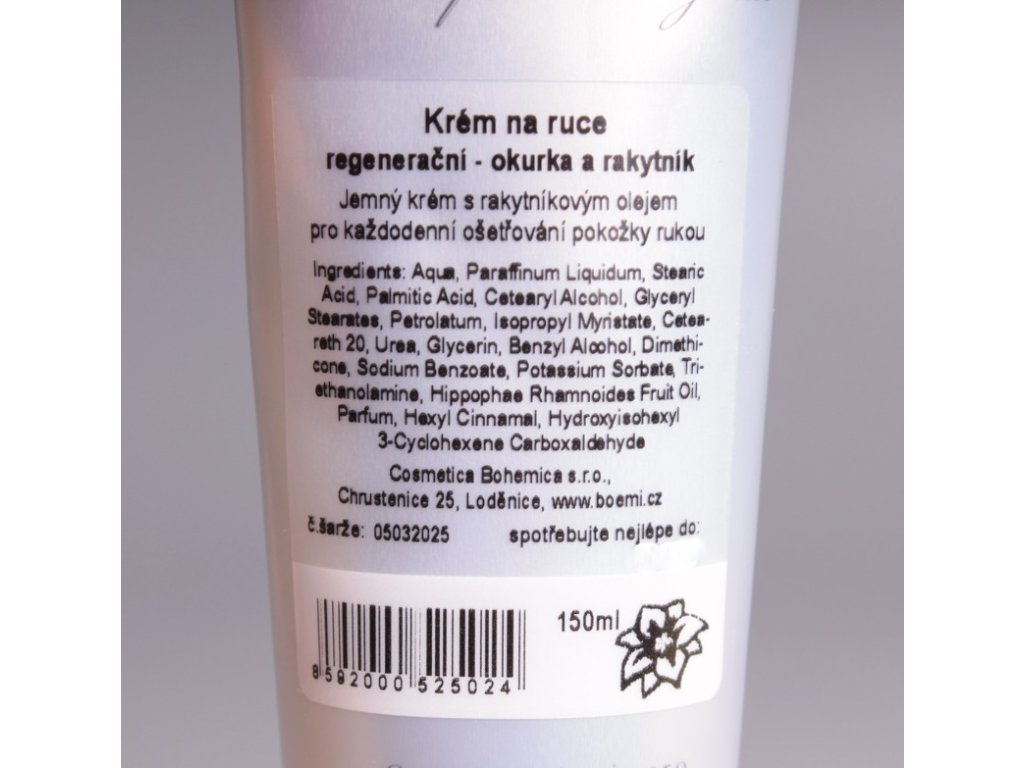 Krém na ruce
regenerační - okurka a rakytník
Jemný krém s rakytníkovým olejem
pro každodenní ošetřování pokožky rukou
Ingredients: Aqua, Paraffinum Liquidum, Stearic
Acid, Palmitic Acid, Cetearyl Alcohol, Glyceryl
Stearates, Petrolatum, Isopropyl Myristate, Cetea-
reth 20, Urea, Glycerin, Benzyl Alcohol, Dimethi-
cone, Sodium Benzoate, Potassium Sorbate, Tri-
ethanolamine, Hippophae Rhamnoides Fruit Oil,
Parfum, Hexyl Cinnamal, Hydroxyisohexyl
3-Cyclohexene Carboxaldehyde
Cosmetica Bohemica s.r.o.,
Chrustenice 25, Loděnice, www.boemi.cz
č.šarže: 05032025 spotřebujte nejlépe do:
150ml
8 592000 525024